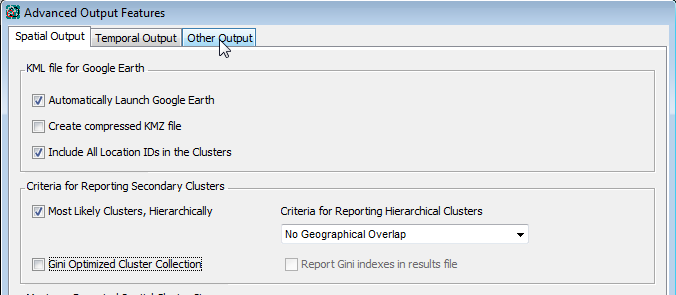 Advanced Output Features
Spatial Output Temporal Output Other Output
KML file for Google Earth
Automatically Launch Google Earth
Create compressed KMZ file
Include All Location IDs in the Clusters
Criteria for Reporting Secondary Clusters
Most Likely Clusters, Hierarchically Criteria for Reporting Hierarchical Clusters
No Geographical Overlap
Gini Optimized Cluster Collection Report Gini indexes in results file